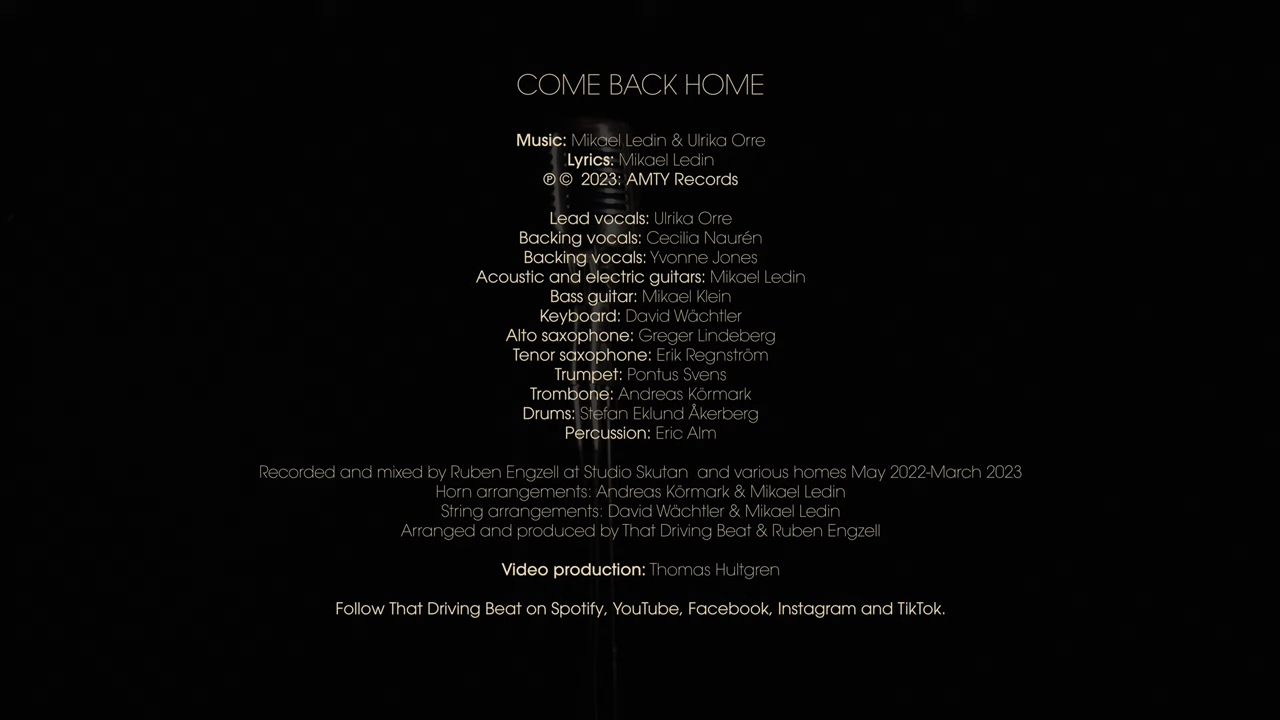 COME BACK HOME
Music: Mikael Ledin & Ulrika Orre
Lyrics: Mikael Ledin
℗ © 2023: AMTY Records
Lead vocals: Ulrika Orre
Backing vocals: Cecilia Naurén
Backing vocals: Yvonne Jones
Acoustic and electric guitars: Mikael Ledin
Bass guitar: Mikael Klein
Keyboard: David Wächtler
Alto saxophone: Greger Lindeberg
Tenor saxophone: Erik Regnström
Trumpet: Pontus Svens
Trombone: Andreas Körmark
Drums: Stefan Eklund Åkerberg
Percussion: Eric Alm
Recorded and mixed by Ruben Engzell at Studio Skutan and various homes May 2022-March 2023
Horn arrangements: Andreas Körmark & Mikael Ledin
String arrangements: David Wächtler & Mikael Ledin
Arranged and produced by That Driving Beat & Ruben Engzell
Video production: Thomas Hultgren
Follow That Driving Beat on Spotify, YouTube, Facebook, Instagram and TikTok.